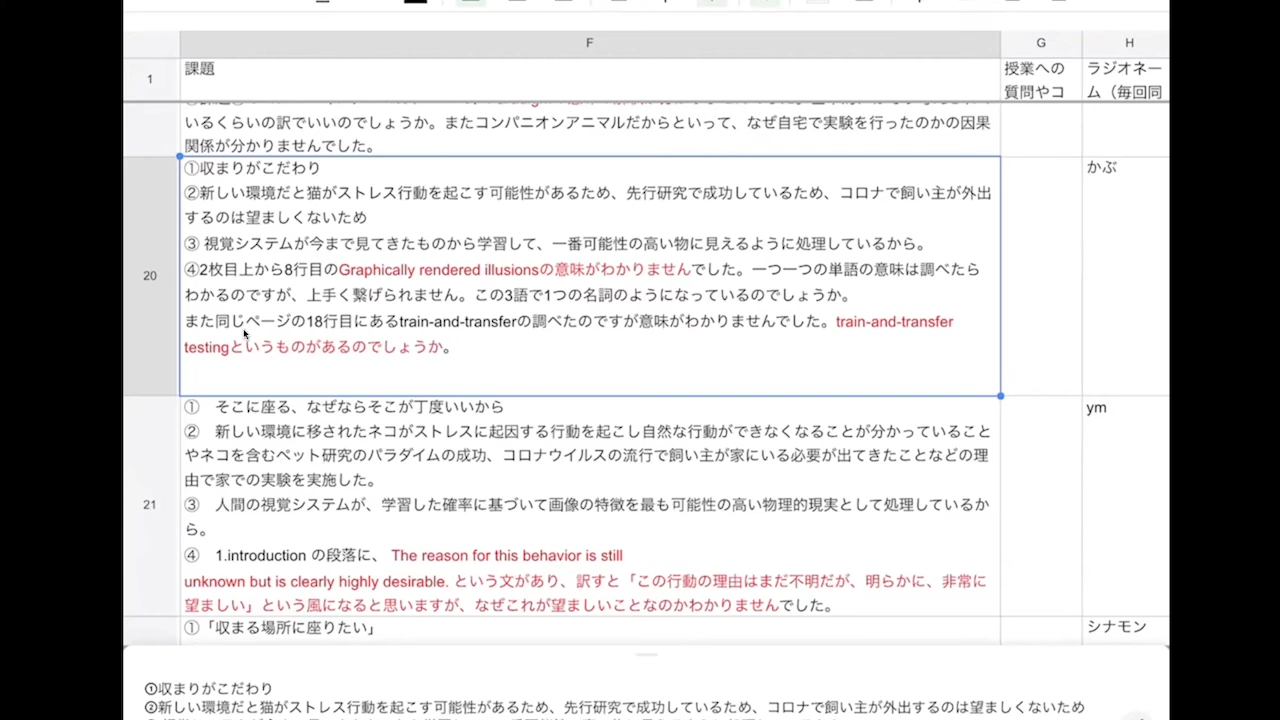 F
G
H
1
課題
授業への
質問やコ
ラジオネー
ム（毎回同
いるくらいの訳でいいのでしょうか。またコンパニオンアニマルだからといって、なぜ自宅で実験を行ったのかの因果
関係が分かりませんでした。
20
①収まりがこだわり
②新しい環境だと猫がストレス行動を起こす可能性があるため、先行研究で成功しているため、コロナで飼い主が外出
するのは望ましくないため
③ 視覚システムが今まで見てきたものから学習して、一番可能性の高い物に見えるように処理しているから。
④2枚目上から8行目のGraphically rendered illusionsの意味がわかりませんでした。一つ一つの単語の意味は調べたら
わかるのですが、上手く繋げられません。この3語で1つの名詞のようになっているのでしょうか。
また同じページの18行目にあるtrain-and-transferの調べたのですが意味がわかりませんでした。train-and-transfer
testingというものがあるのでしょうか。
かぶ
21
①　そこに座る、なぜならそこが丁度いいから
②　新しい環境に移されたネコがストレスに起因する行動を起こし自然な行動ができなくなることが分かっていること
やネコを含むペット研究のパラダイムの成功、コロナウイルスの流行で飼い主が家にいる必要が出てきたことなどの理
由で家での実験を実施した。
③　人間の視覚システムが、学習した確率に基づいて画像の特徴を最も可能性の高い物理的現実として処理しているか
ら。
④　1.introduction の段落に、 The reason for this behavior is still
unknown but is clearly highly desirable. という文があり、訳すと「この行動の理由はまだ不明だが、明らかに、非常に
望ましい」という風になると思いますが、なぜこれが望ましいことなのかわかりませんでした。
ym
①「収まる場所に座りたい」
シナモン
①収まりがこだわり
②新しい環境だと猫がストレス行動を起こす可能性があるため、先行研究で成功しているため、コロナで飼い主が外出するのは望ましくないため